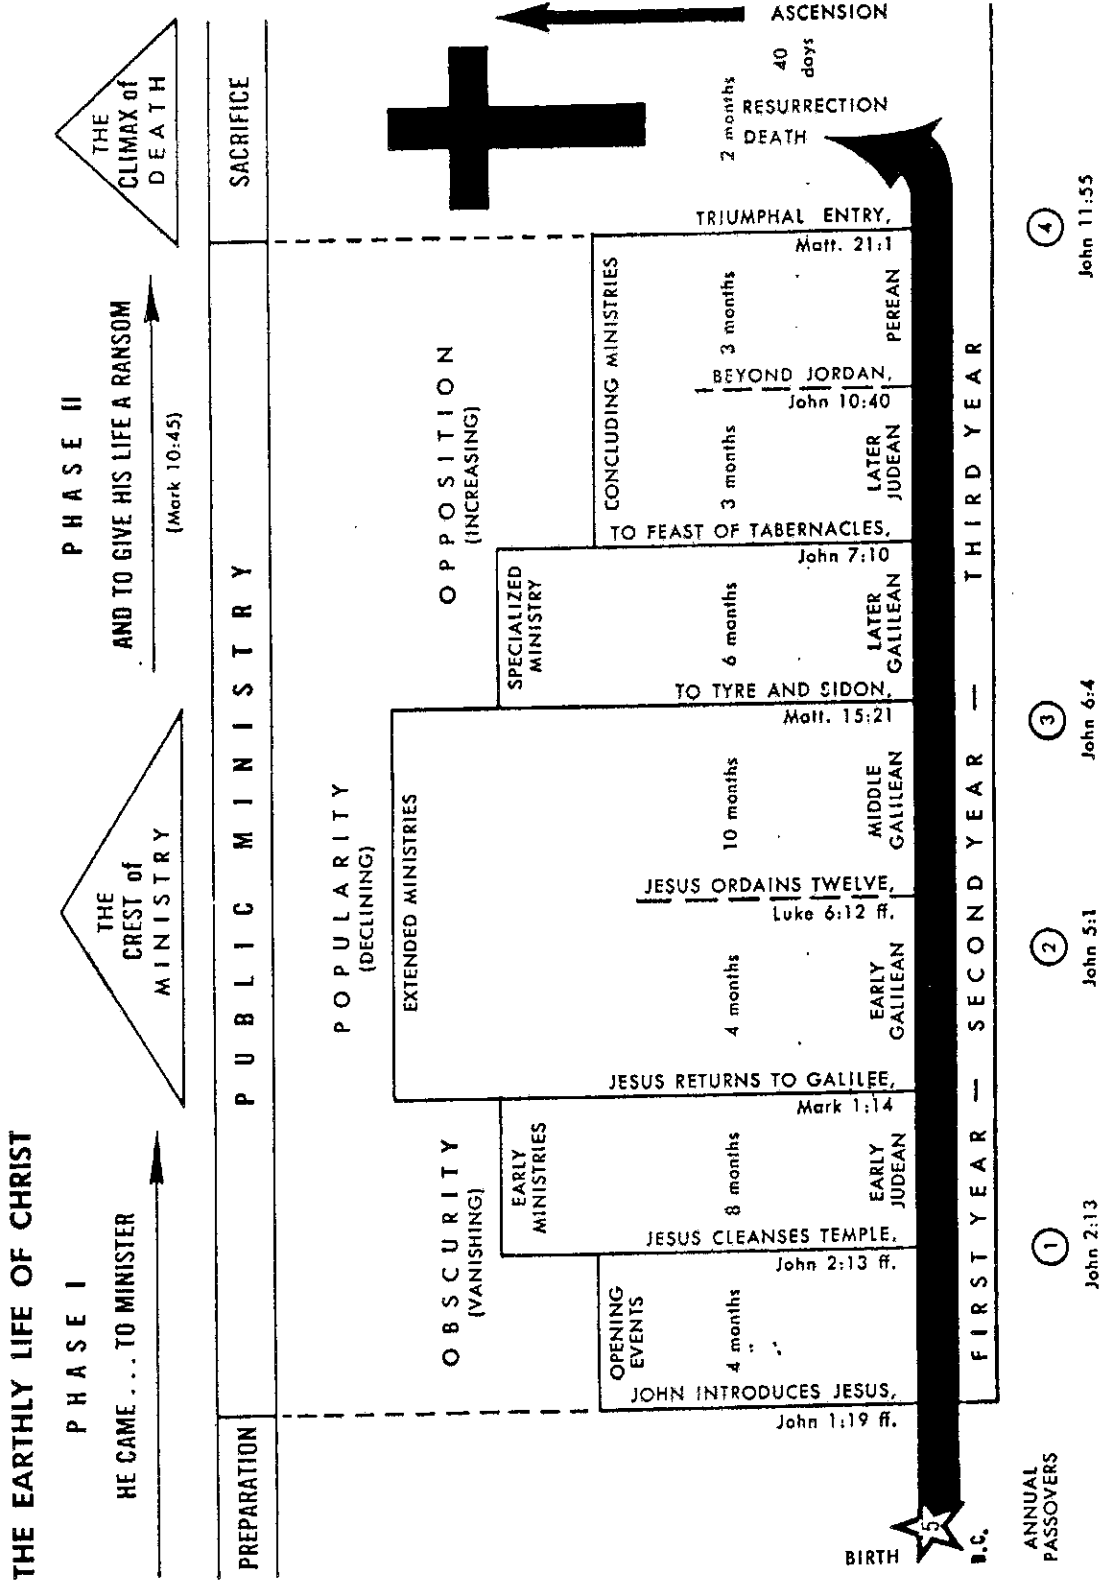 THE EARTHLY LIFE OF CHRIST
PHASE I
HE CAME... TO MINISTER
THE
CREST of
MINISTRY
PHASE II
AND TO GIVE HIS LIFE A RANSOM
(Mark 10:45)
THE
CLIMAX of
DEATH
PREPARATION
PUBLIC MINISTRY
SACRIFICE
OBSCURITY
(VANISHING)
POPULARITY
(DECLINING)
OPPOSITION
(INCREASING)
OPENING
EVENTS
4 months
JOHN INTRODUCES JESUS,
John 1:19 ff.
EARLY
MINISTRIES
8 months
EARLY
JUDEAN
JESUS CLEANSES TEMPLE,
John 2:13 ff.
EXTENDED MINISTRIES
4 months
EARLY
GALILEAN
JESUS RETURNS TO GALILEE,
Mark 1:14
10 months
MIDDLE
GALILEAN
JESUS ORDAINS TWELVE,
Luke 6:12 ff.
SPECIALIZED
MINISTRY
6 months
LATER
GALILEAN
TO TYRE AND SIDON,
Matt. 15:21
CONCLUDING MINISTRIES
3 months
LATER
JUDEAN
TO FEAST OF TABERNACLES,
John 7:10
3 months
PEREAN
BEYOND JORDAN,
John 10:40
TRIUMPHAL ENTRY,
Matt. 21:1
2 months
DEATH
RESURRECTION
40
days
ASCENSION
BIRTH
5
B.C.
FIRST YEAR — SECOND YEAR — THIRD YEAR
ANNUAL
PASSOVERS
1
John 2:13
2
John 5:1
3
John 6:4
4
John 11:55